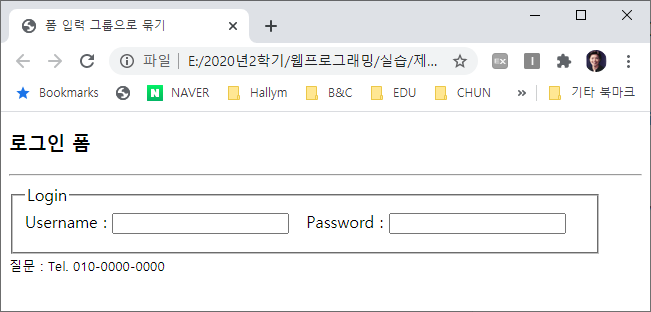 폼 입력 그룹으로 묶기
파일 E:/2020년2학기/웹프로그래밍/실습/제...
Bookmarks N NAVER Hallym B&C EDU CHUN » 기타 북마크
로그인 폼
Login
Username : Password :
질문 : Tel. 010-0000-0000